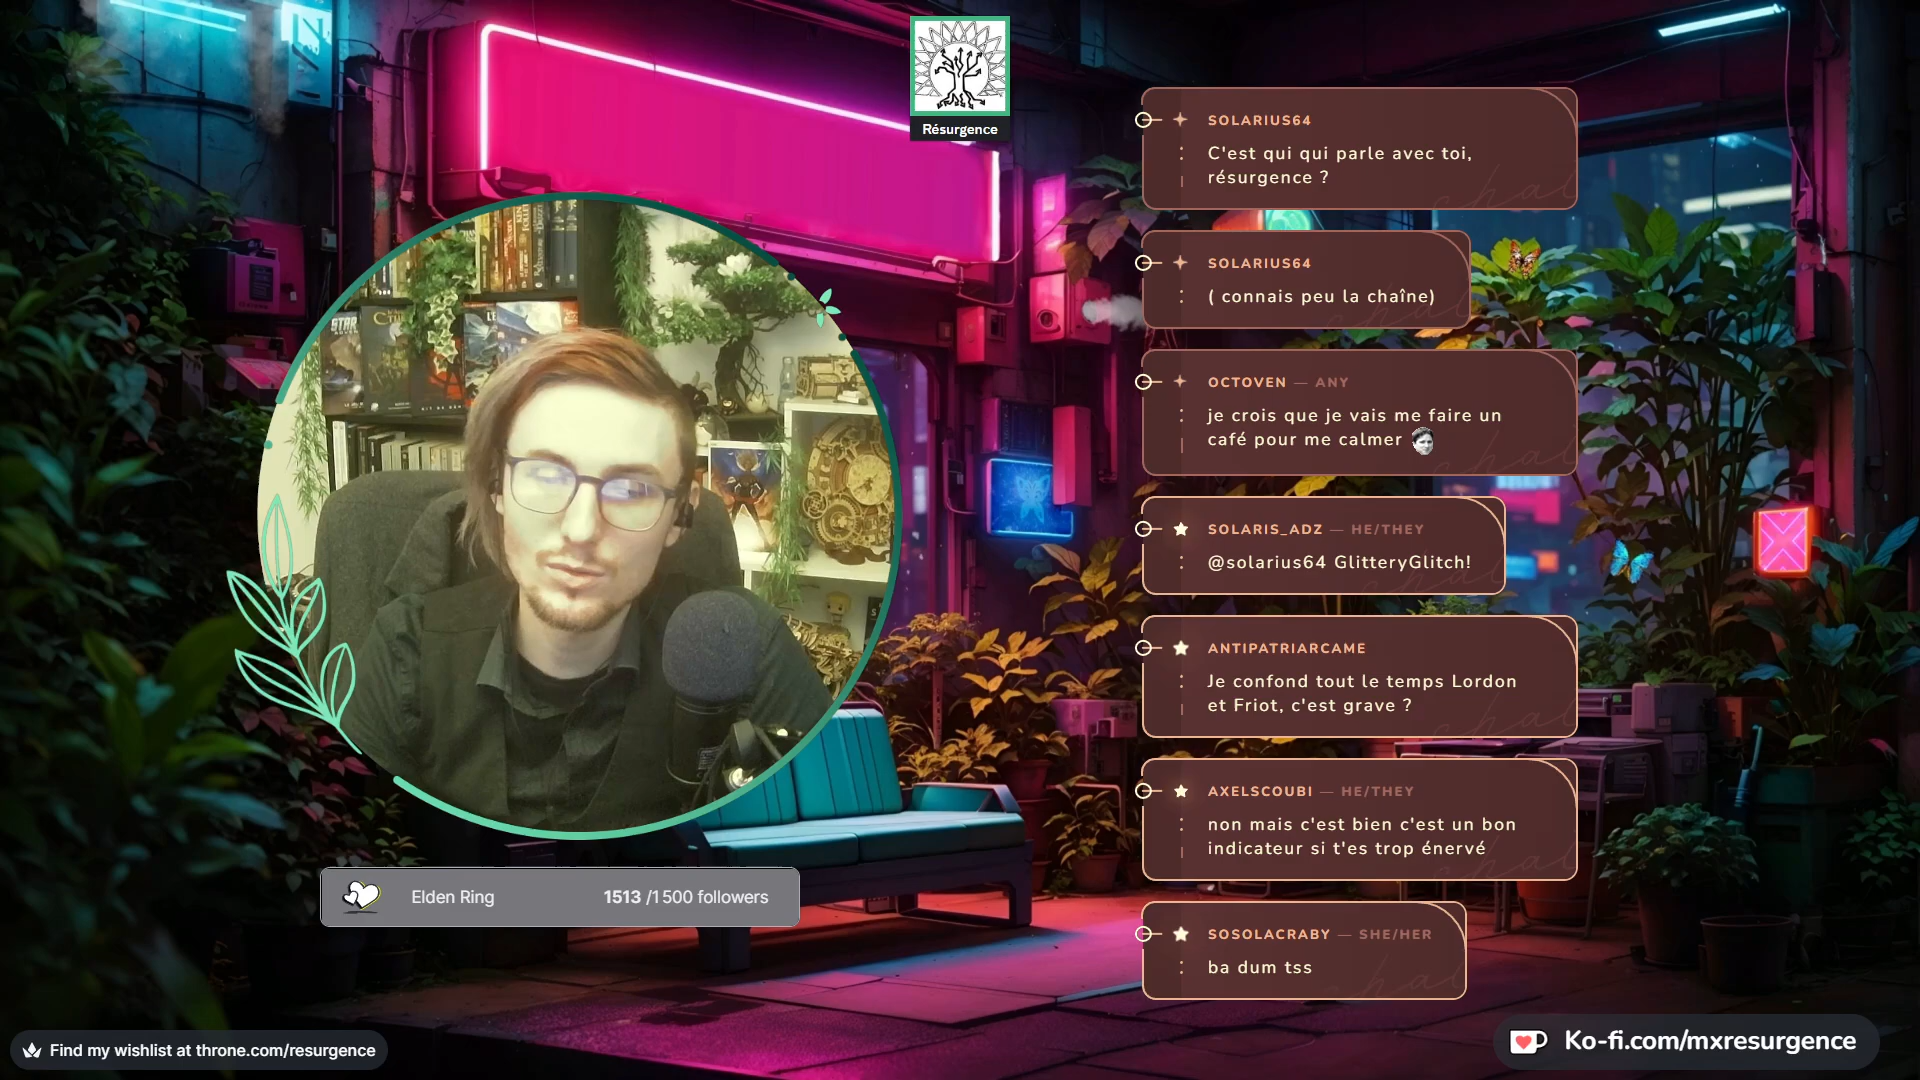 Résurgence
SOLARIUS64
C'est qui qui parle avec toi,
résurgence ?
SOLARIUS64
( connais peu la chaîne)
OCTOVEN — ANY
je crois que je vais me faire un
café pour me calmer
SOLARIS_ADZ — HE/THEY
@solarius64 GlitteryGlitch!
ANTIPATRIARCAME
Je confond tout le temps Lordon
et Friot, c'est grave ?
AXELSCOUBI — HE/THEY
non mais c'est bien c'est un bon
indicateur si t'es trop énervé
SOSOLACRABY — SHE/HER
ba dum tss
Elden Ring 1513 /1 500 followers
Find my wishlist at throne.com/resurgence
Ko-fi.com/mxresurgence